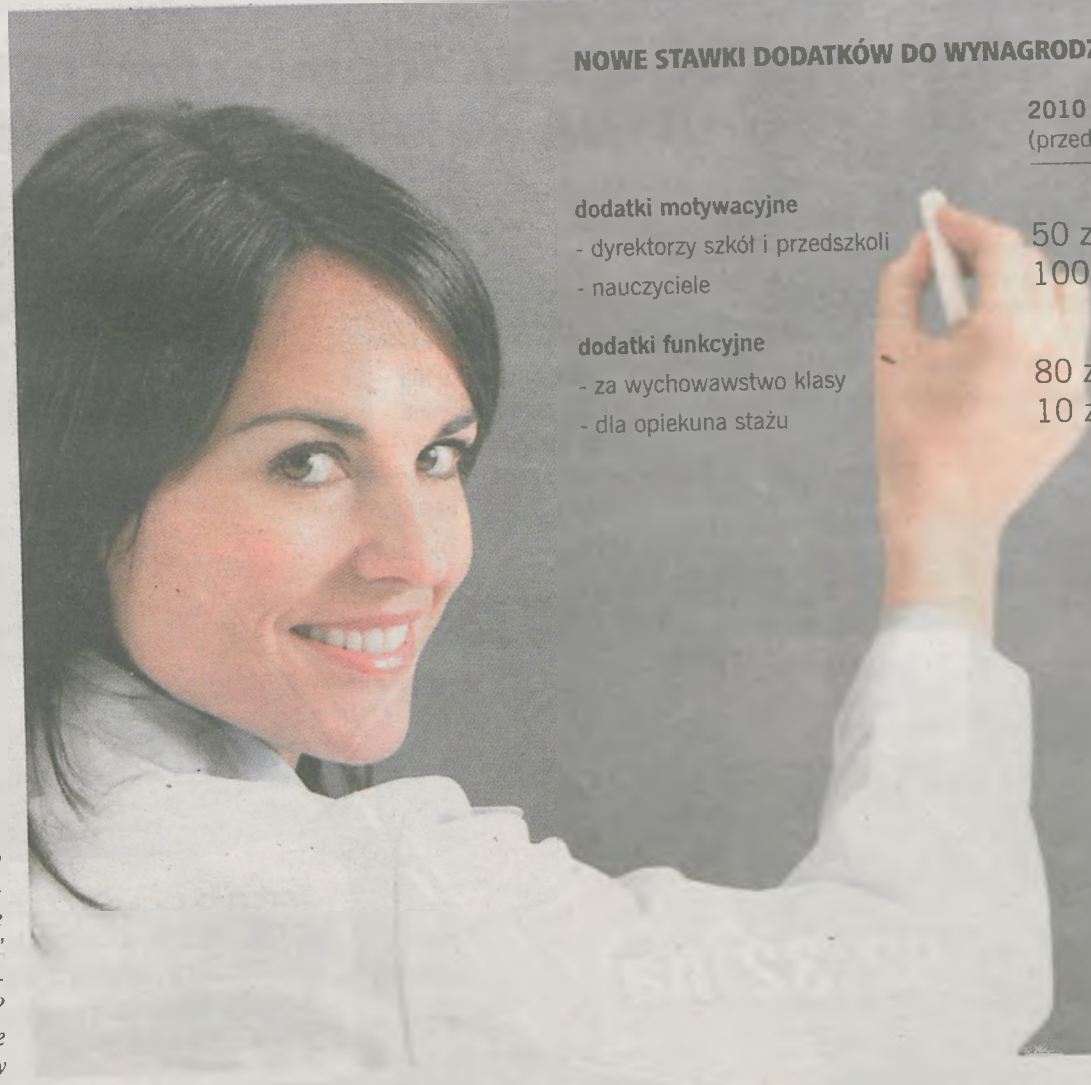 NOWE STAWKI DODATKÓW DO WYNAGRODZ
2010
(przed
dodatki motywacyjne
- dyrektorzy szkół i przedszkoli 50 z
- nauczyciele 100
dodatki funkcyjne
- za wychowawstwo klasy 80 z
- dla opiekuna stażu 10 z